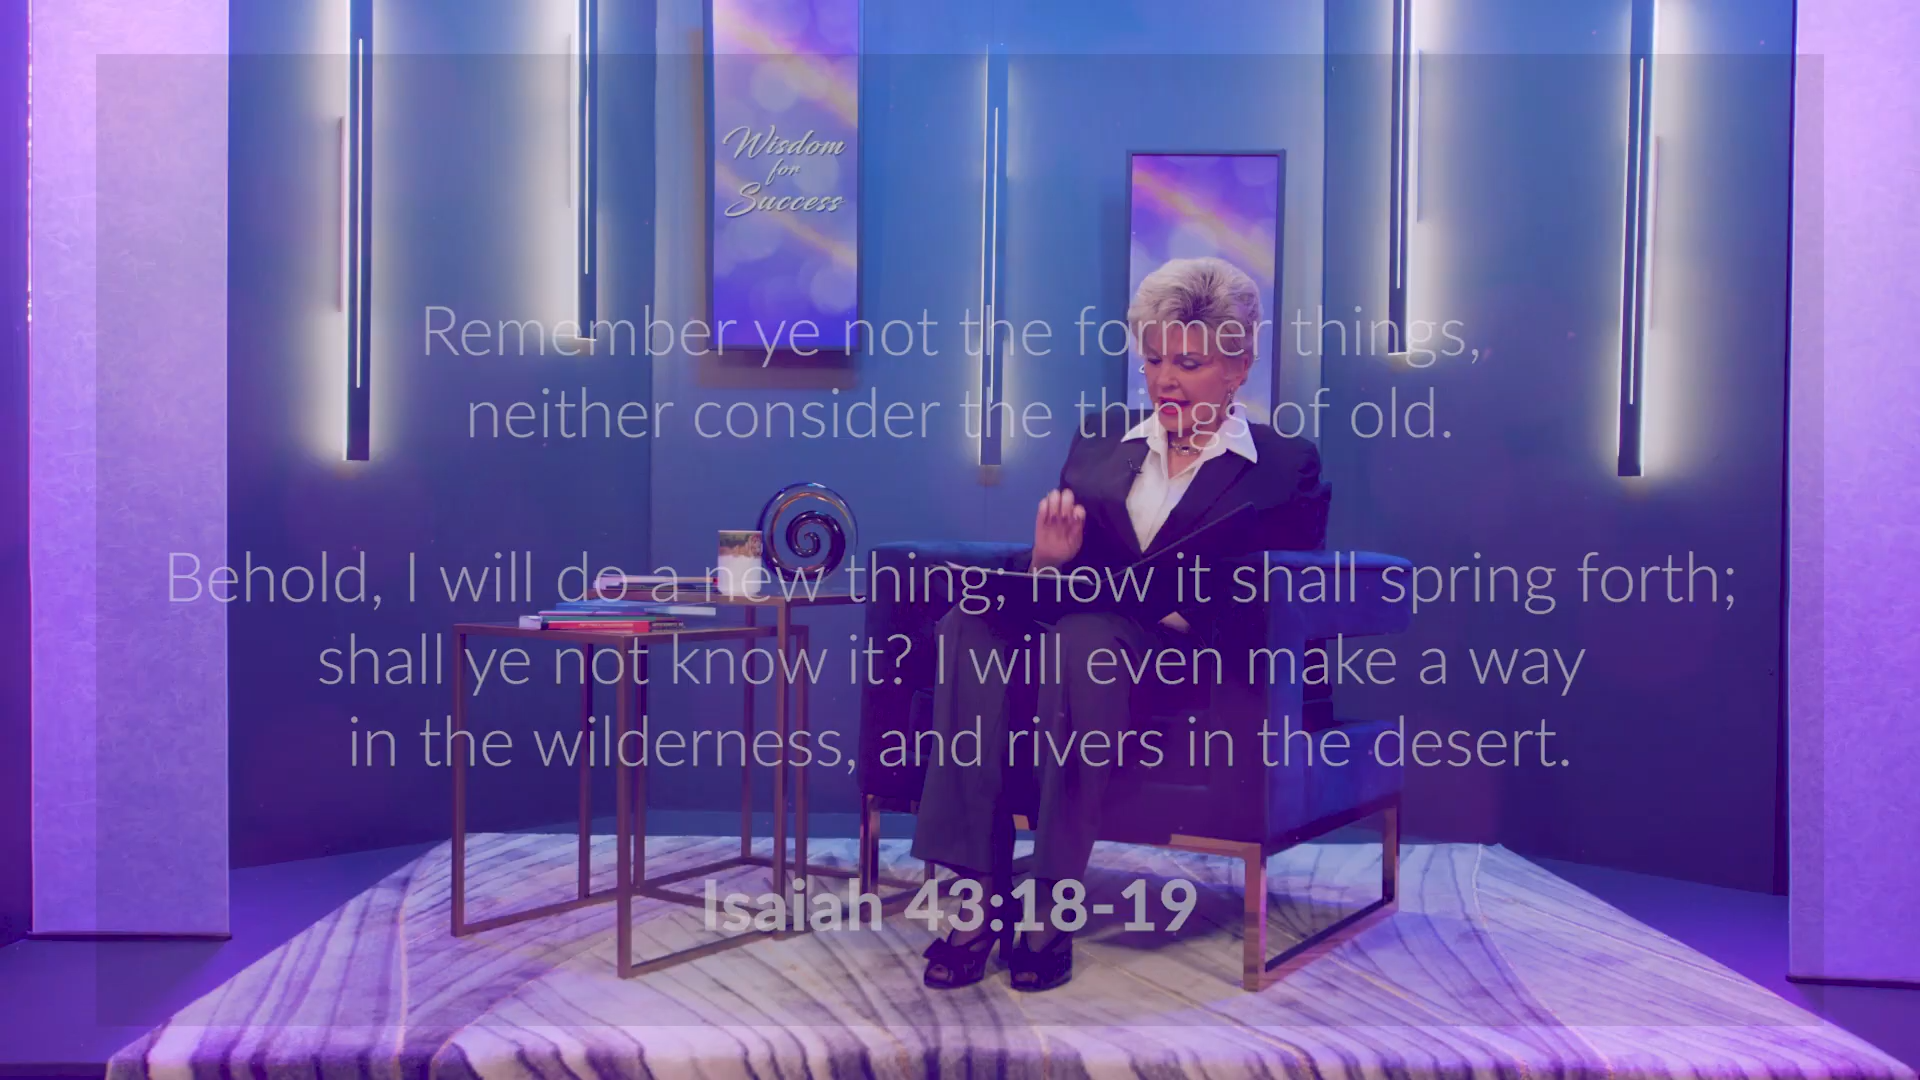 Wisdom
for
Success
Remember ye not the former things,
neither consider the things of old.
Behold, I will do a new thing; now it shall spring forth;
shall ye not know it? I will even make a way
in the wilderness, and rivers in the desert.
Isaiah 43:18-19